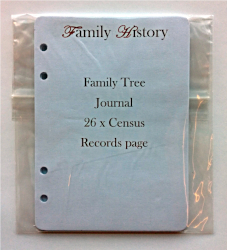 Family History
Family Tree
Journal
26 x Census
Records page